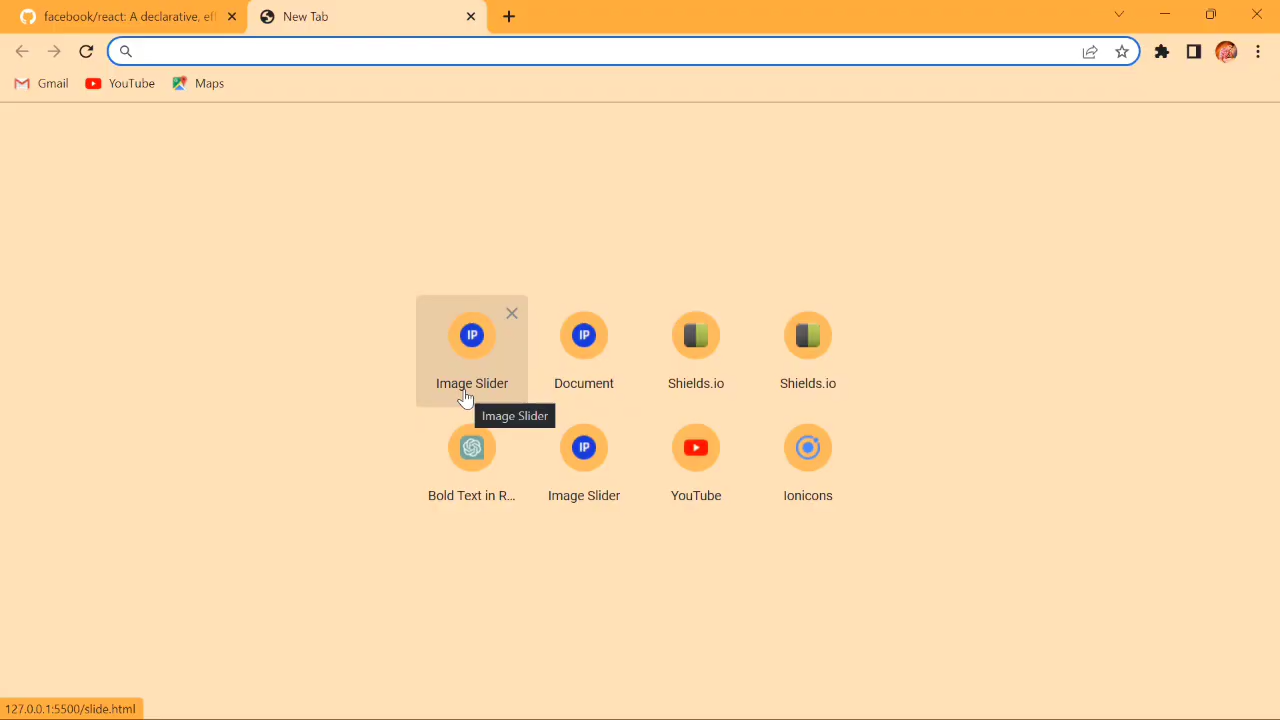 facebook/react: A declarative, eff
New Tab
Gmail
YouTube
Maps
IP
IP
Image Slider
Document
Shields.io
Shields.io
Image Slider
IP
Bold Text in R...
Image Slider
YouTube
Ionicons
127.0.0.1:5500/slide.html